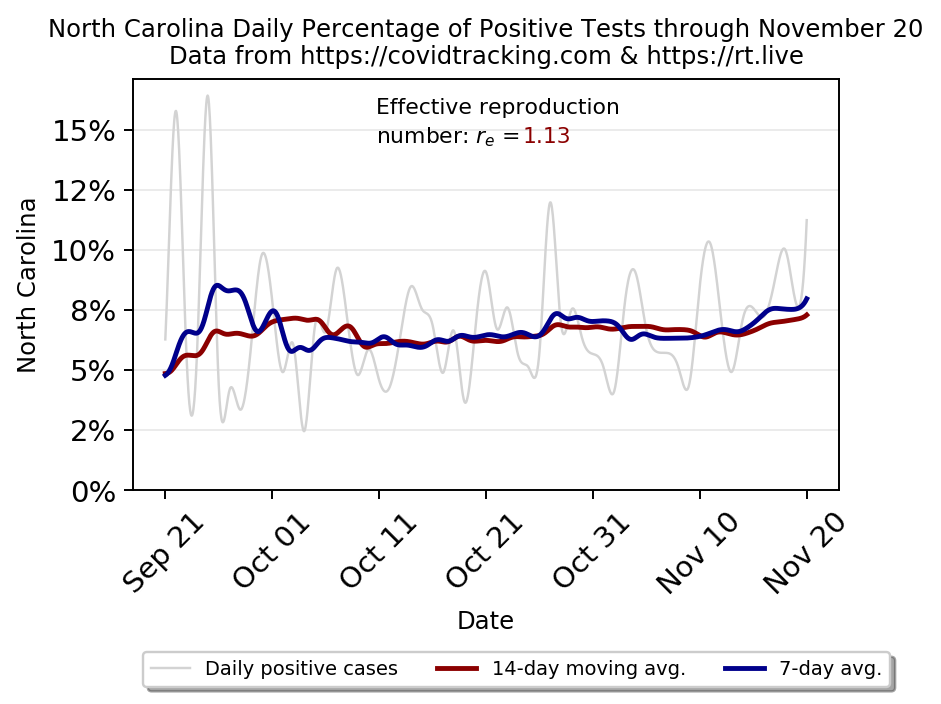 North Carolina Daily Percentage of Positive Tests through November 20
Data from https://covidtracking.com & https://rt.live
Effective reproduction
number: rₑ =1.13
North Carolina
15%
12%
10%
8%
5%
2%
0%
Sep 21
Oct 01
Oct 11
Oct 21
Oct 31
Nov 10
Nov 20
Date
Daily positive cases
14-day moving avg.
7-day avg.